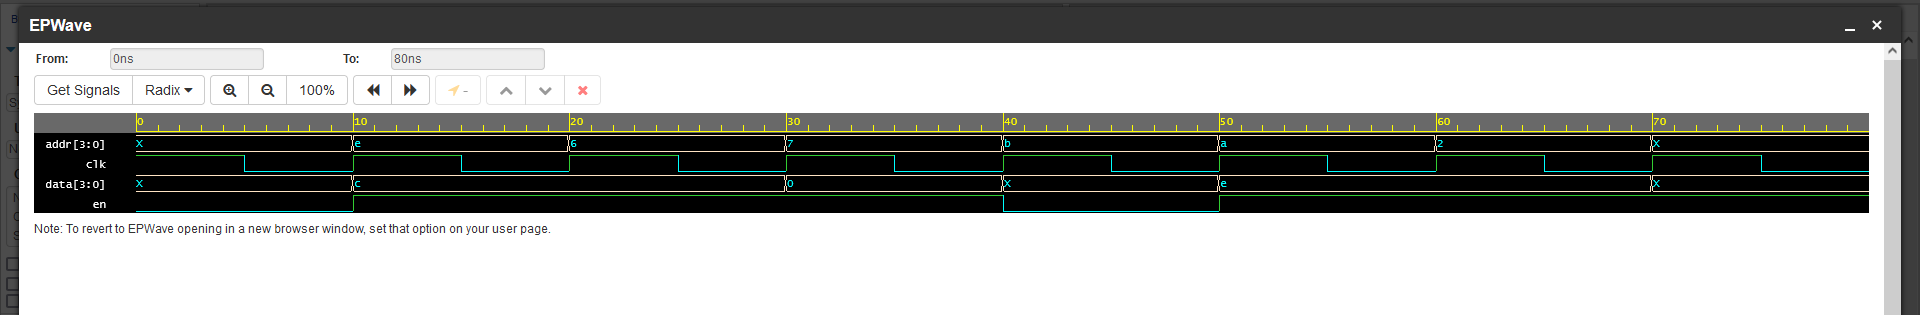 EPWave
From: 0ns To: 80ns
Get Signals Radix 100% -
0 10 20 30 40 50 60 70
addr[3:0] X e 6 7 b a 2 X
clk
data[3:0] X c 0 X e X
en
Note: To revert to EPWave opening in a new browser window, set that option on your user page.